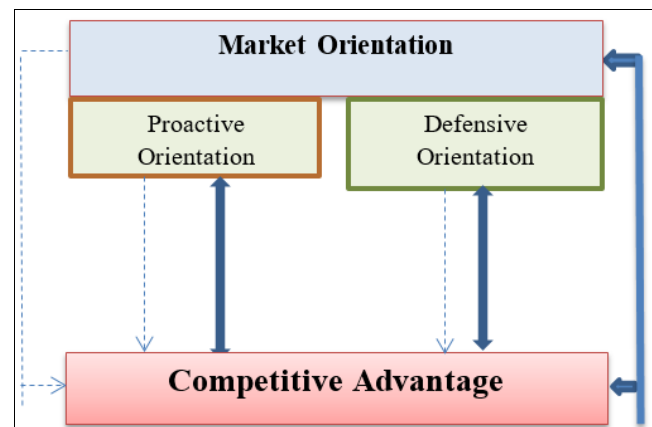 Market Orientation
Proactive
Orientation
Defensive
Orientation
Competitive Advantage